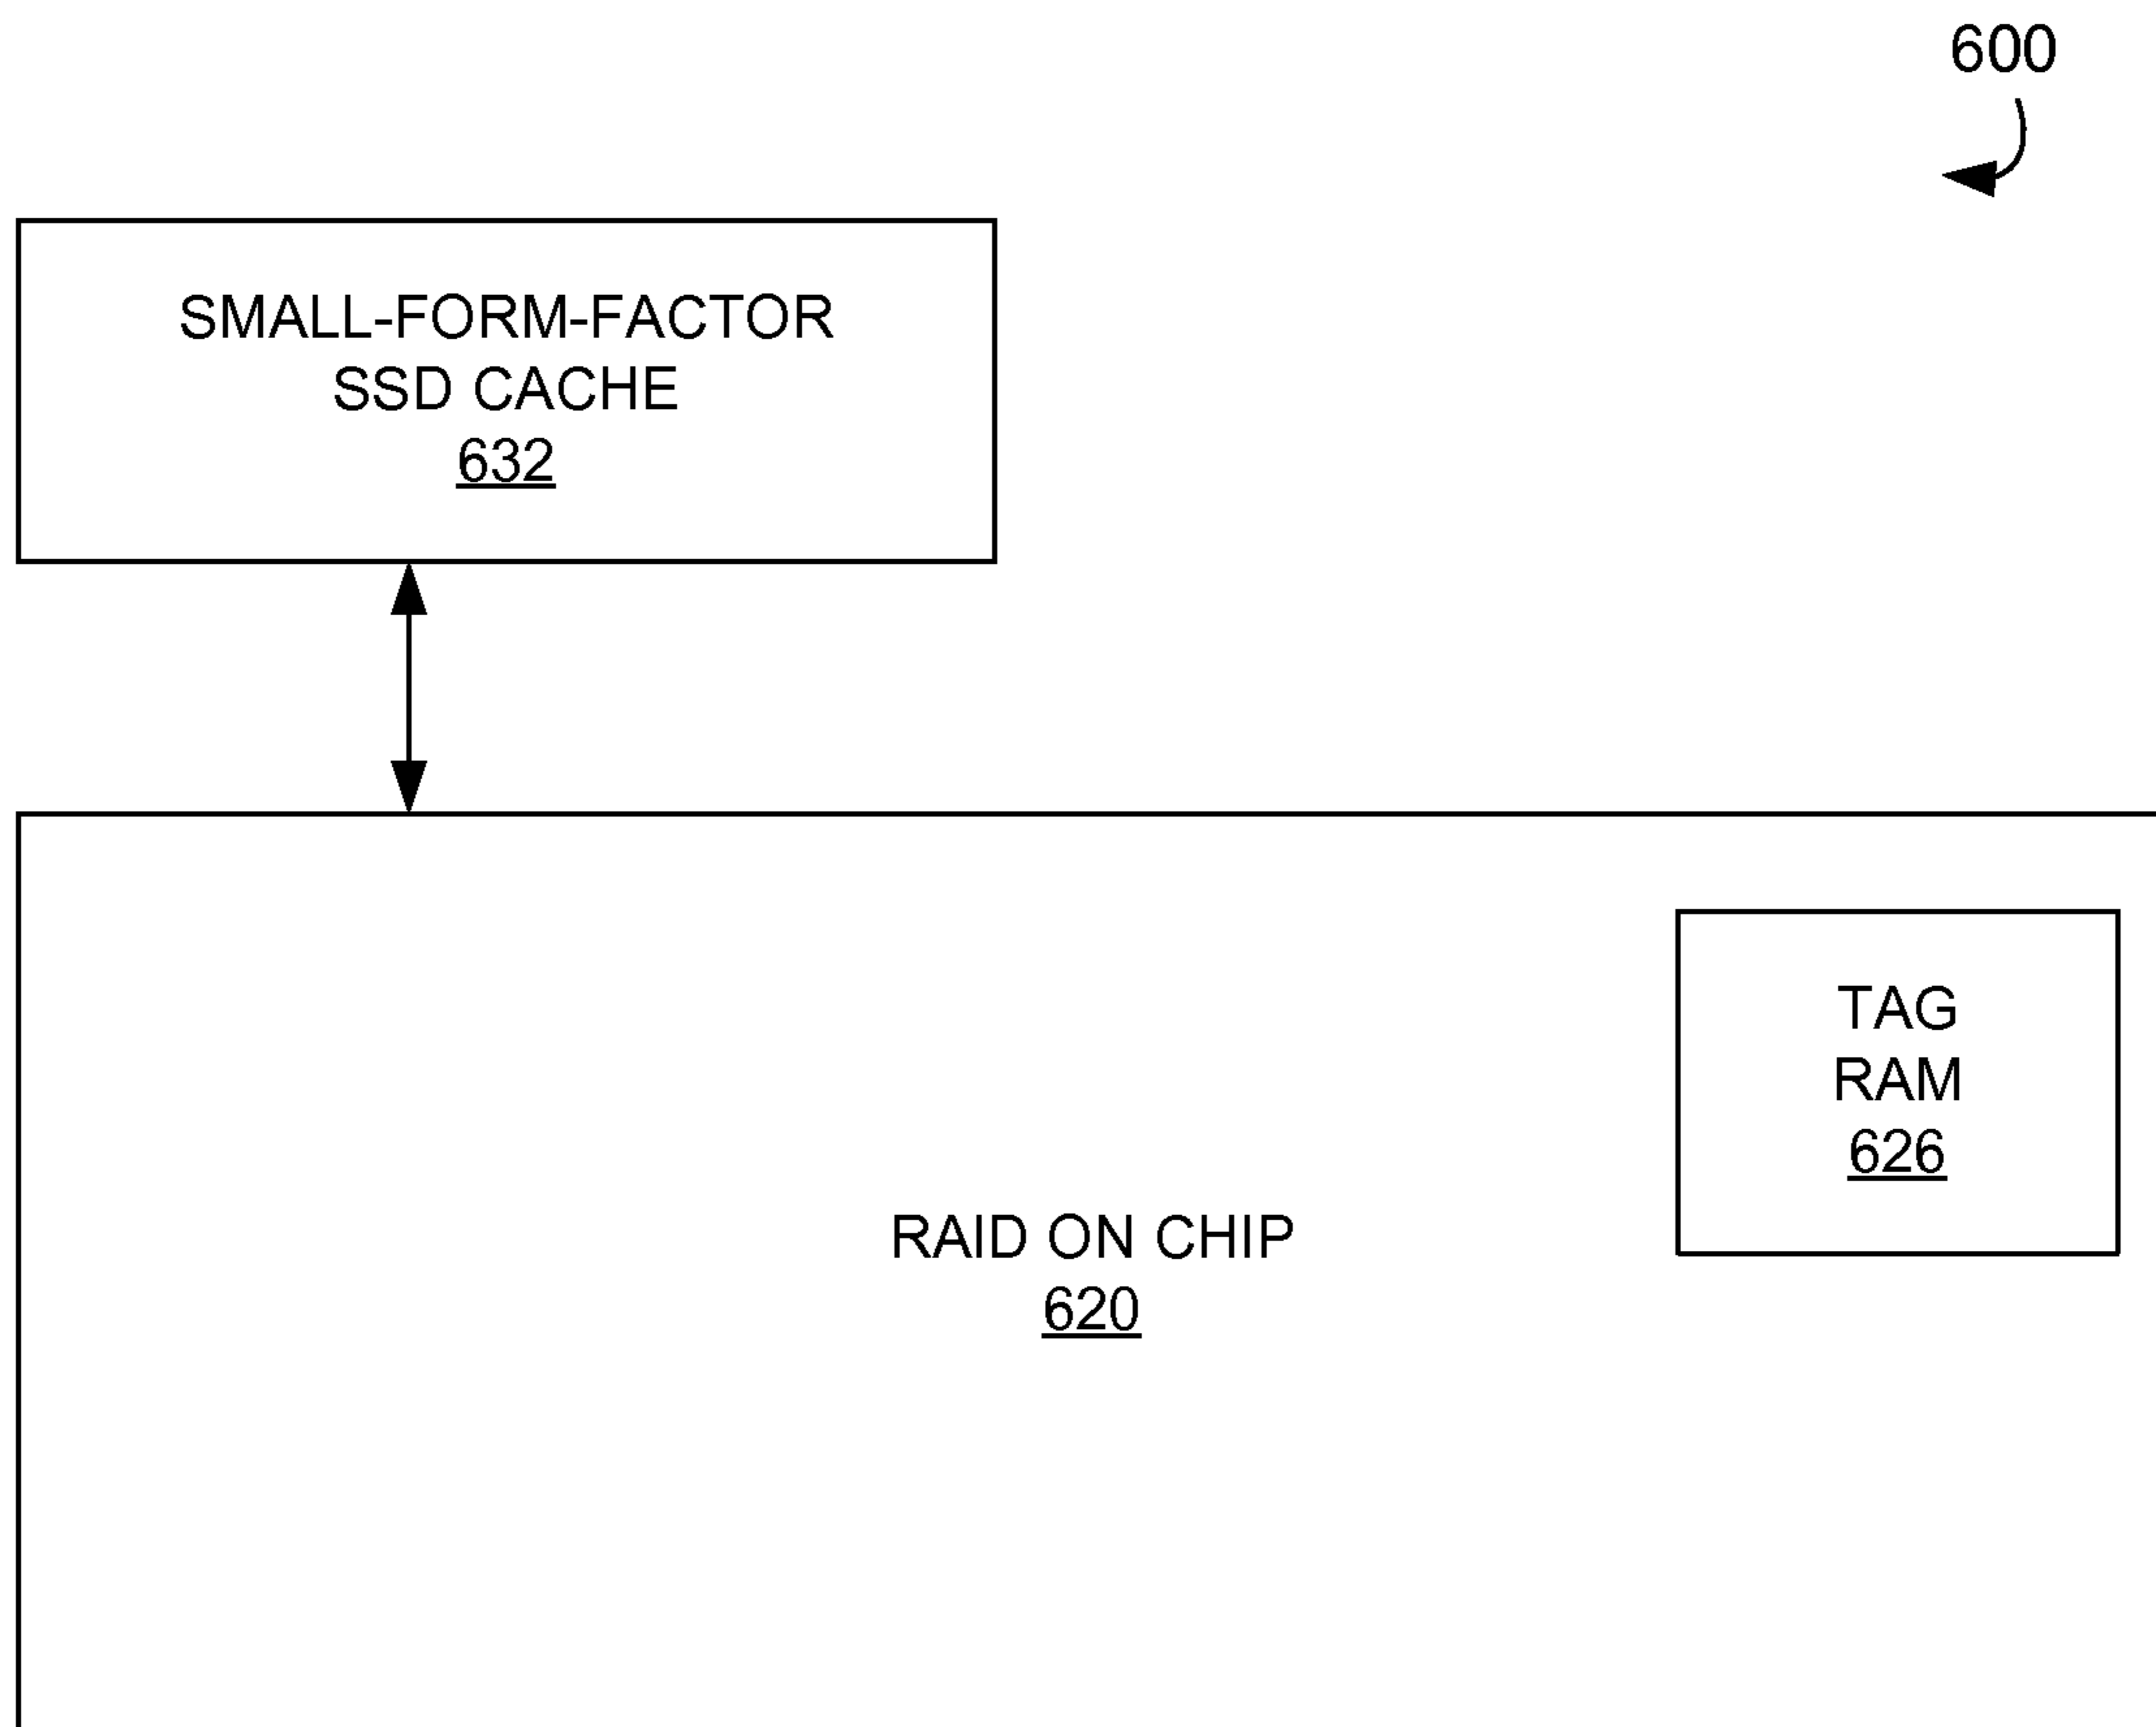 600
SMALL-FORM-FACTOR
SSD CACHE
632
TAG
RAM
626
RAID ON CHIP
620